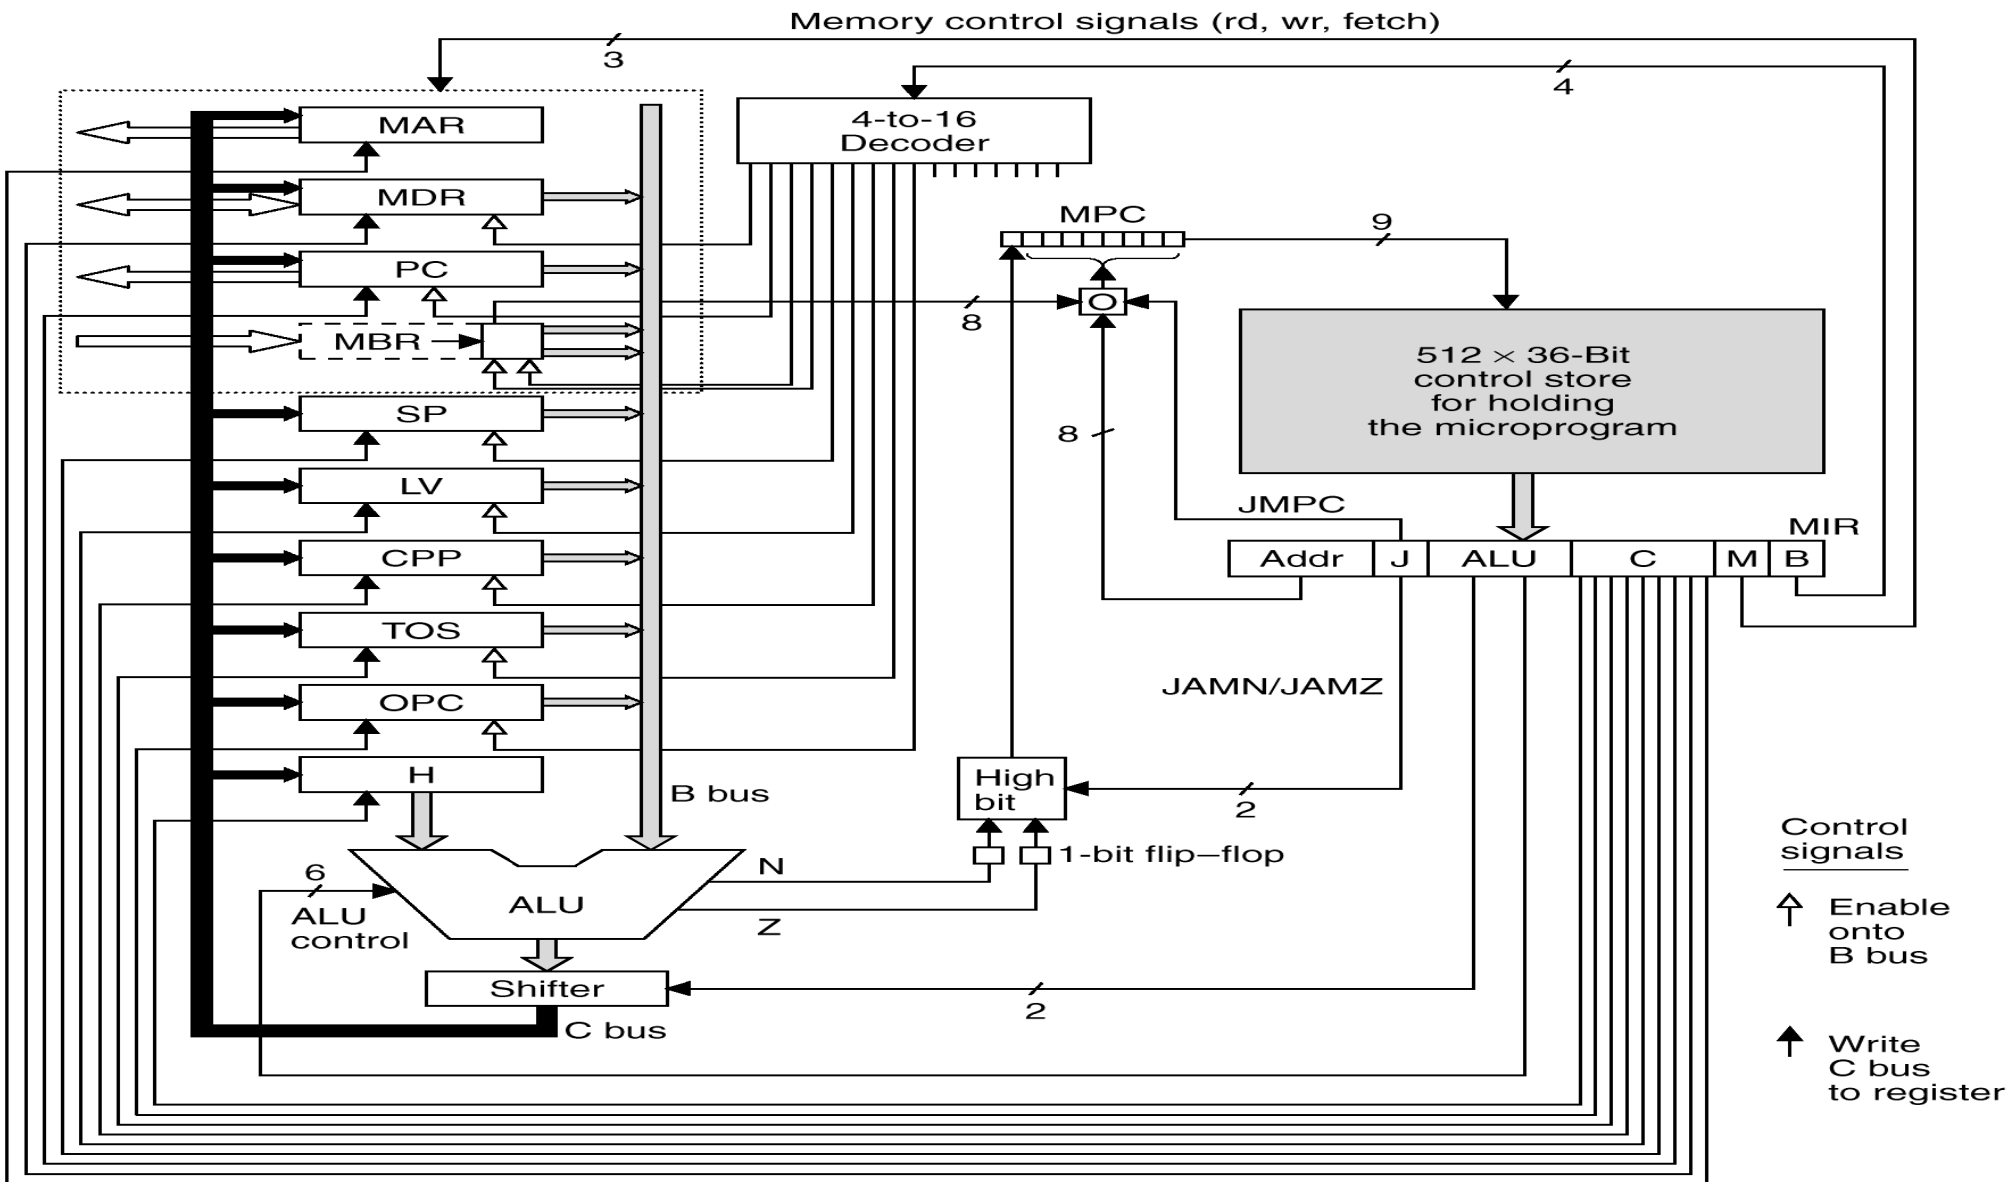 Memory control signals (rd, wr, fetch)
3
4
MAR
MDR
PC
MBR
SP
LV
CPP
TOS
OPC
H
B bus
4-to-16
Decoder
MPC
9
8
O
8
512 × 36-Bit
control store
for holding
the microprogram
JMPC
MIR
Addr J ALU C M B
JAMN/JAMZ
High
bit
2
1-bit flip–flop
N
Z
6
ALU
control
ALU
Shifter
2
C bus
Control
signals
Enable
onto
B bus
Write
C bus
to register